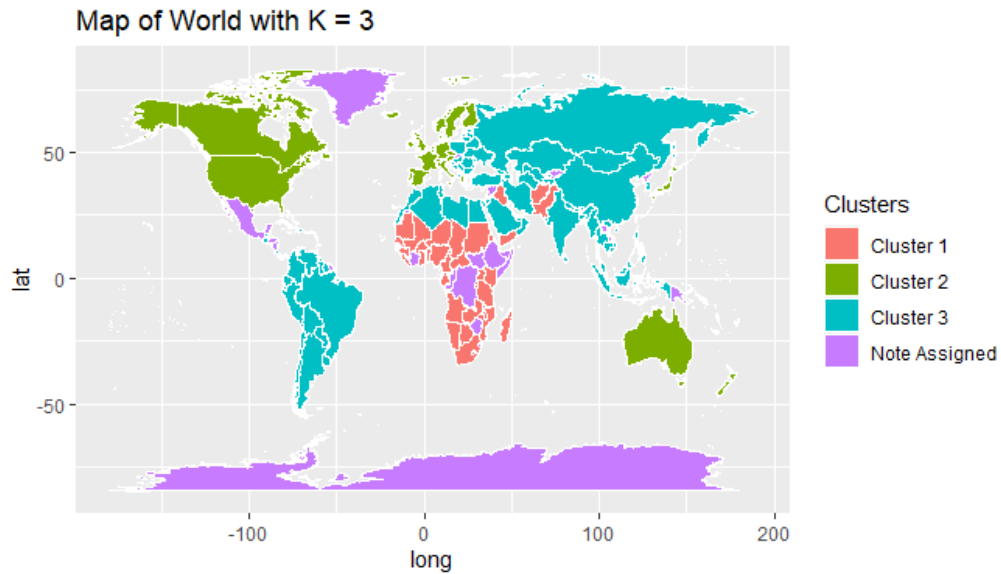 Map of World with K = 3
lat
50
0
-50
-100
0
100
200
long
Clusters
Cluster 1
Cluster 2
Cluster 3
Note Assigned